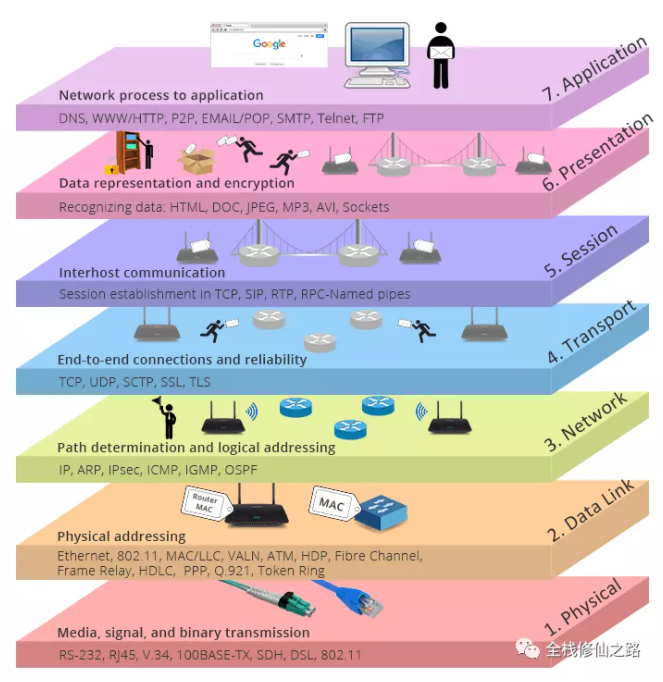 Google
7. Application
Network process to application
DNS, WWW/HTTP, P2P, EMAIL/POP, SMTP, Telnet, FTP
6. Presentation
Data representation and encryption
Recognizing data: HTML, DOC, JPEG, MP3, AVI, Sockets
5. Session
Interhost communication
Session establishment in TCP, SIP, RTP, RPC-Named pipes
4. Transport
End-to-end connections and reliability
TCP, UDP, SCTP, SSL, TLS
3. Network
Path determination and logical addressing
IP, ARP, IPsec, ICMP, IGMP, OSPF
Router
MAC
MAC
2. Data Link
Physical addressing
Ethernet, 802.11, MAC/LLC, VALN, ATM, HDP, Fibre Channel,
Frame Relay, HDLC, PPP, Q.921, Token Ring
1. Physical
Media, signal, and binary transmission
RS-232, RJ45, V.34, 100BASE-TX, SDH, DSL, 802.11
全栈修仙之路